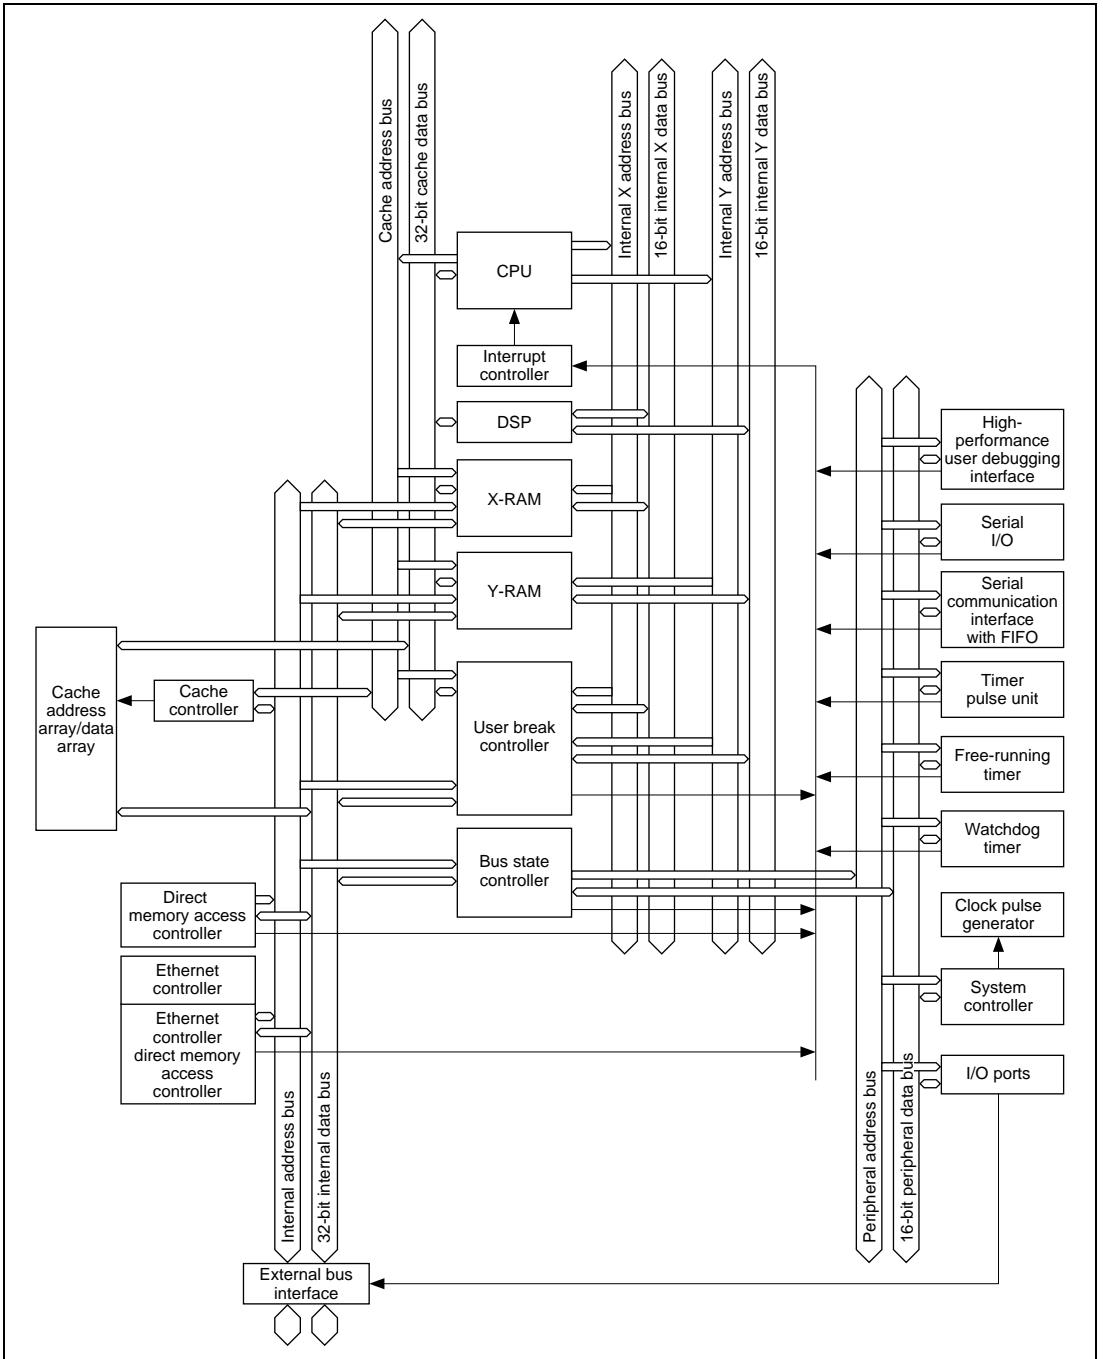 Cache address bus
32-bit cache data bus
Internal X address bus
16-bit internal X data bus
Internal Y address bus
16-bit internal Y data bus
CPU
Interrupt
controller
DSP
X-RAM
Y-RAM
High-
performance
user debugging
interface
Serial
I/O
Serial
communication
interface
with FIFO
Cache
address
array/data
array
Cache
controller
User break
controller
Timer
pulse unit
Free-running
timer
Bus state
controller
Watchdog
timer
Direct
memory access
controller
Clock pulse
generator
Ethernet
controller
Ethernet
controller
direct memory
access
controller
System
controller
I/O ports
Internal address bus
32-bit internal data bus
Peripheral address bus
16-bit peripheral data bus
External bus
interface